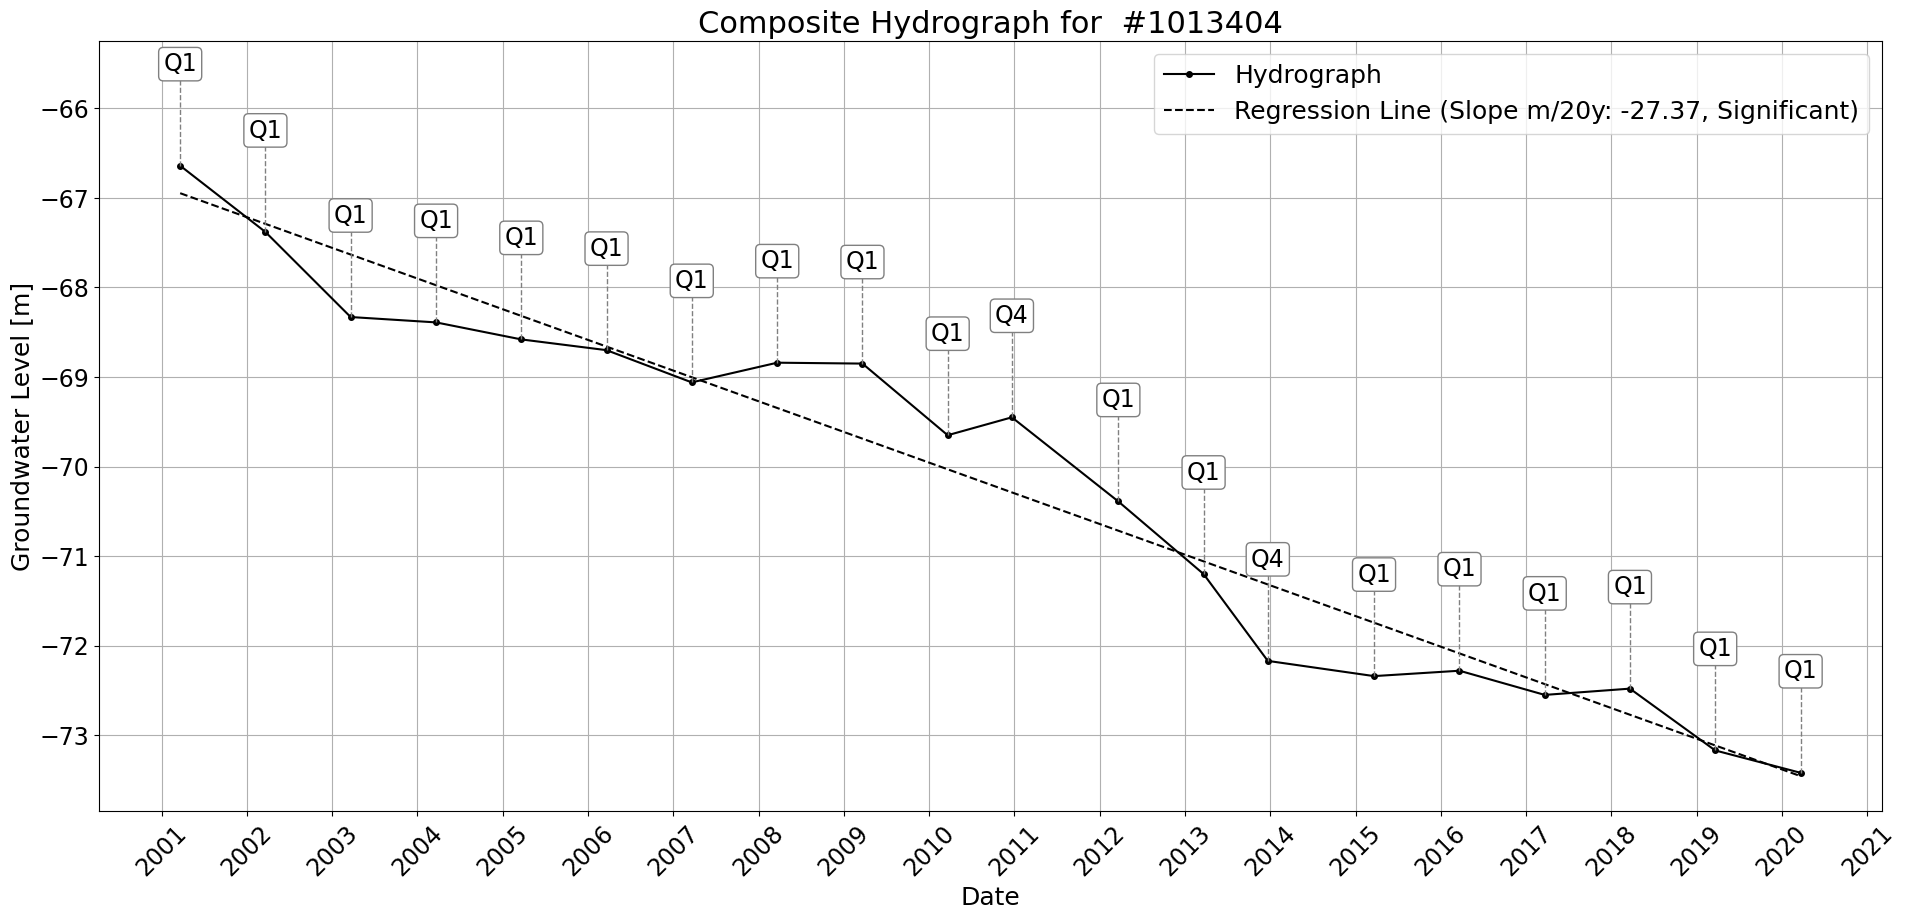 Composite Hydrograph for  #1013404
Hydrograph
Regression Line (Slope m/20y: -27.37, Significant)
Q1
Q1
Q1
Q1
Q1
Q1
Q1
Q1
Q1
Q1
Q4
Q1
Q1
Q4
Q1
Q1
Q1
Q1
Q1
Q1
Groundwater Level [m]
−66
−67
−68
−69
−70
−71
−72
−73
2001
2002
2003
2004
2005
2006
2007
2008
2009
2010
2011
2012
2013
2014
2015
2016
2017
2018
2019
2020
2021
Date